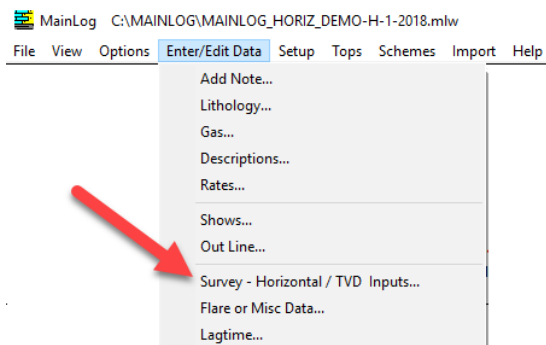 MainLog C:\MAINLOG\MAINLOG_HORIZ_DEMO-H-1-2018.mlw
File View Options Enter/Edit Data Setup Tops Schemes Import Help
Add Note...
Lithology...
Gas...
Descriptions...
Rates...
Shows...
Out Line...
Survey - Horizontal / TVD Inputs...
Flare or Misc Data...
Lagtime...